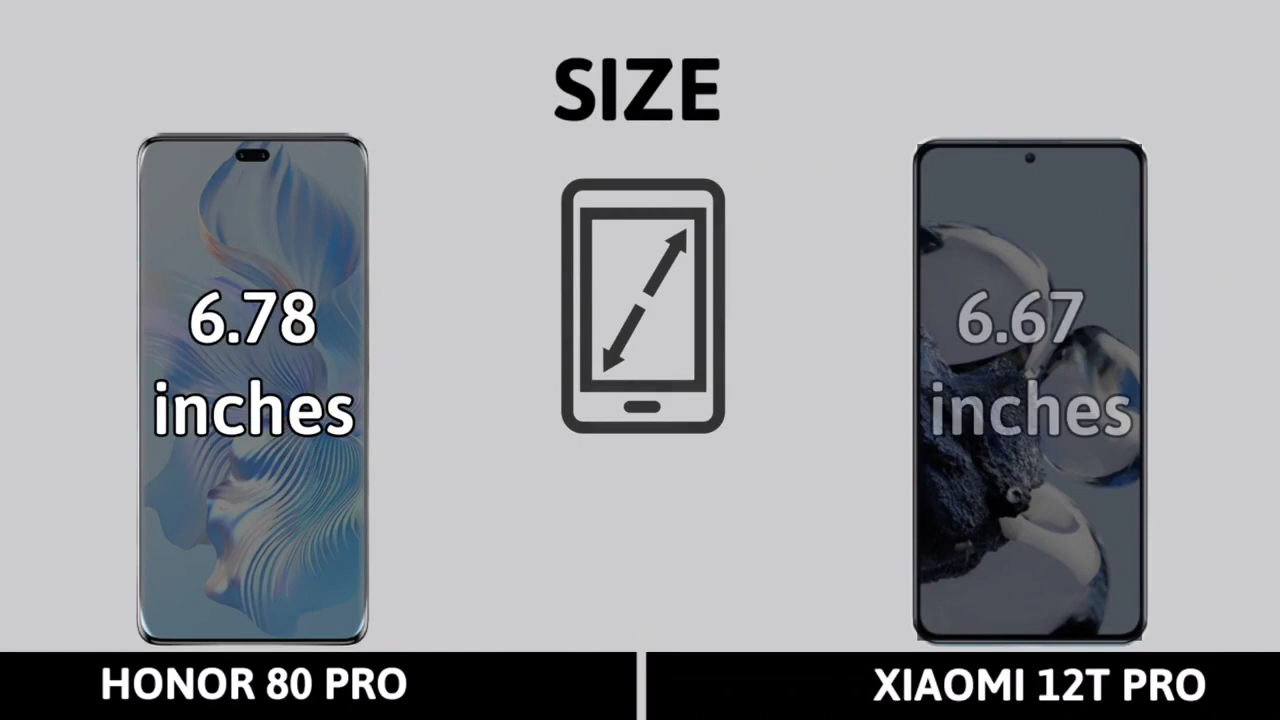 SIZE
6.78
inches
6.67
inches
HONOR 80 PRO
XIAOMI 12T PRO